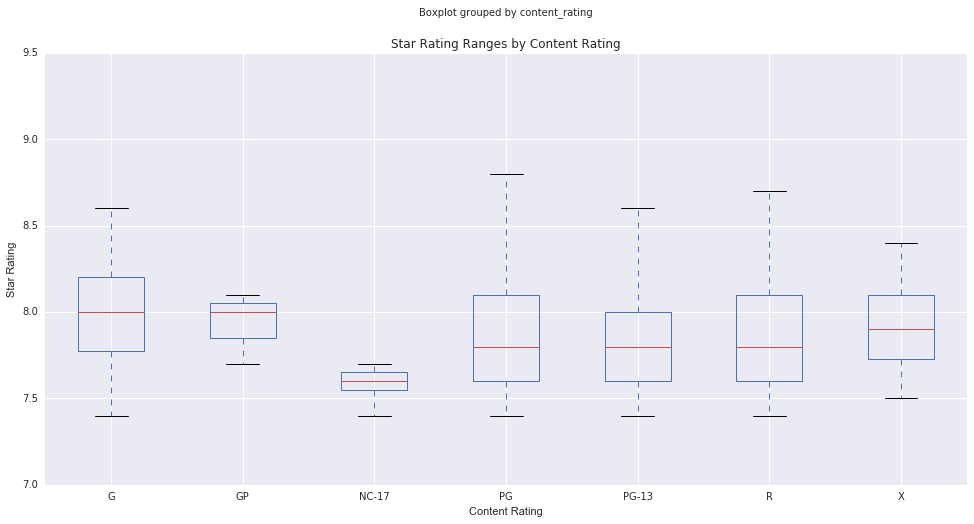 Boxplot grouped by content_rating
Star Rating Ranges by Content Rating
9.5
9.0
8.5
8.0
7.5
7.0
Star Rating
G GP NC-17 PG PG-13 R X
Content Rating